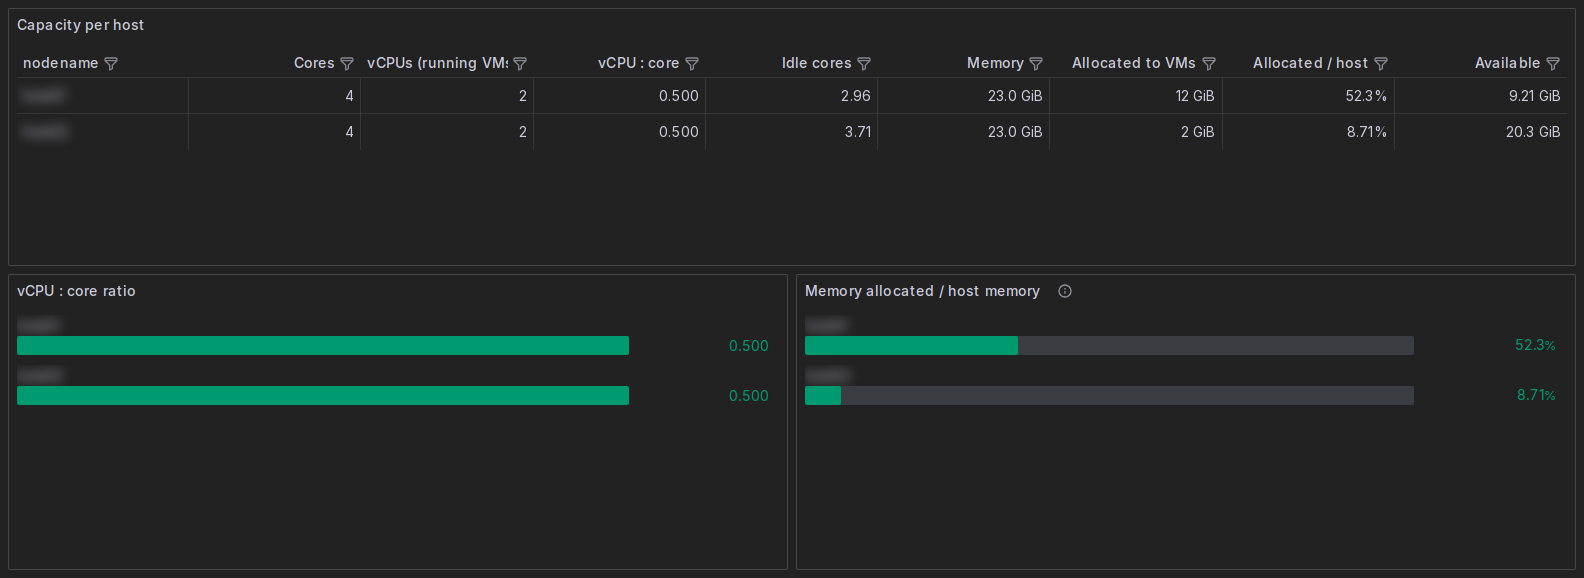 Capacity per host
nodename Cores vCPUs (running VMs vCPU : core Idle cores Memory Allocated to VMs Allocated / host Available
4 2 0.500 2.96 23.0 GiB 12 GiB 52.3% 9.21 GiB
4 2 0.500 3.71 23.0 GiB 2 GiB 8.71% 20.3 GiB
vCPU : core ratio
0.500
0.500
Memory allocated / host memory
52.3%
8.71%